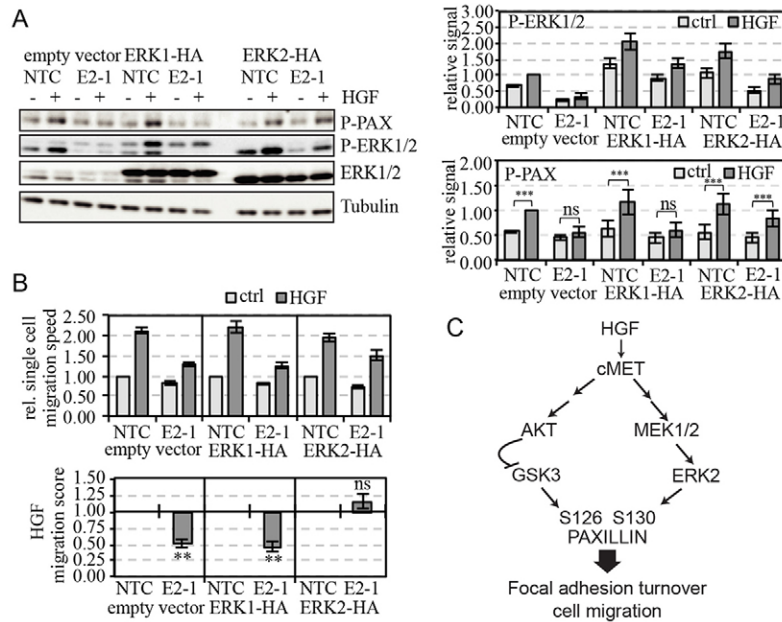 A
empty vector ERK1-HA ERK2-HA
NTC E2-1 NTC E2-1 NTC E2-1
- + - + - + - + - + - + HGF
P-PAX
P-ERK1/2
ERK1/2
Tubulin
P-ERK1/2 ctrl HGF
relative signal
2.00
1.50
1.00
0.50
0.00
NTC E2-1 NTC E2-1 NTC E2-1
empty vector ERK1-HA ERK2-HA
P-PAX ctrl HGF
relative signal
2.00
1.50
1.00
0.50
0.00
*** ns *** ns *** ***
NTC E2-1 NTC E2-1 NTC E2-1
empty vector ERK1-HA ERK2-HA
B
ctrl HGF
rel. single cell
migration speed
2.50
2.00
1.50
1.00
0.50
0.00
NTC E2-1 NTC E2-1 NTC E2-1
empty vector ERK1-HA ERK2-HA
HGF
migration score
1.50
1.25
1.00
0.75
0.50
0.25
0.00
** ** ns
NTC E2-1 NTC E2-1 NTC E2-1
empty vector ERK1-HA ERK2-HA
C
HGF
cMET
AKT MEK1/2
GSK3 ERK2
S126 S130
PAXILLIN
Focal adhesion turnover
cell migration